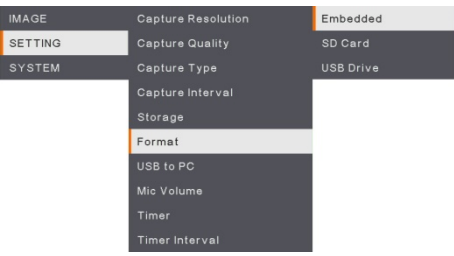 IMAGE
SETTING
SYSTEM
Capture Resolution
Capture Quality
Capture Type
Capture Interval
Storage
Format
USB to PC
Mic Volume
Timer
Timer Interval
Embedded
SD Card
USB Drive